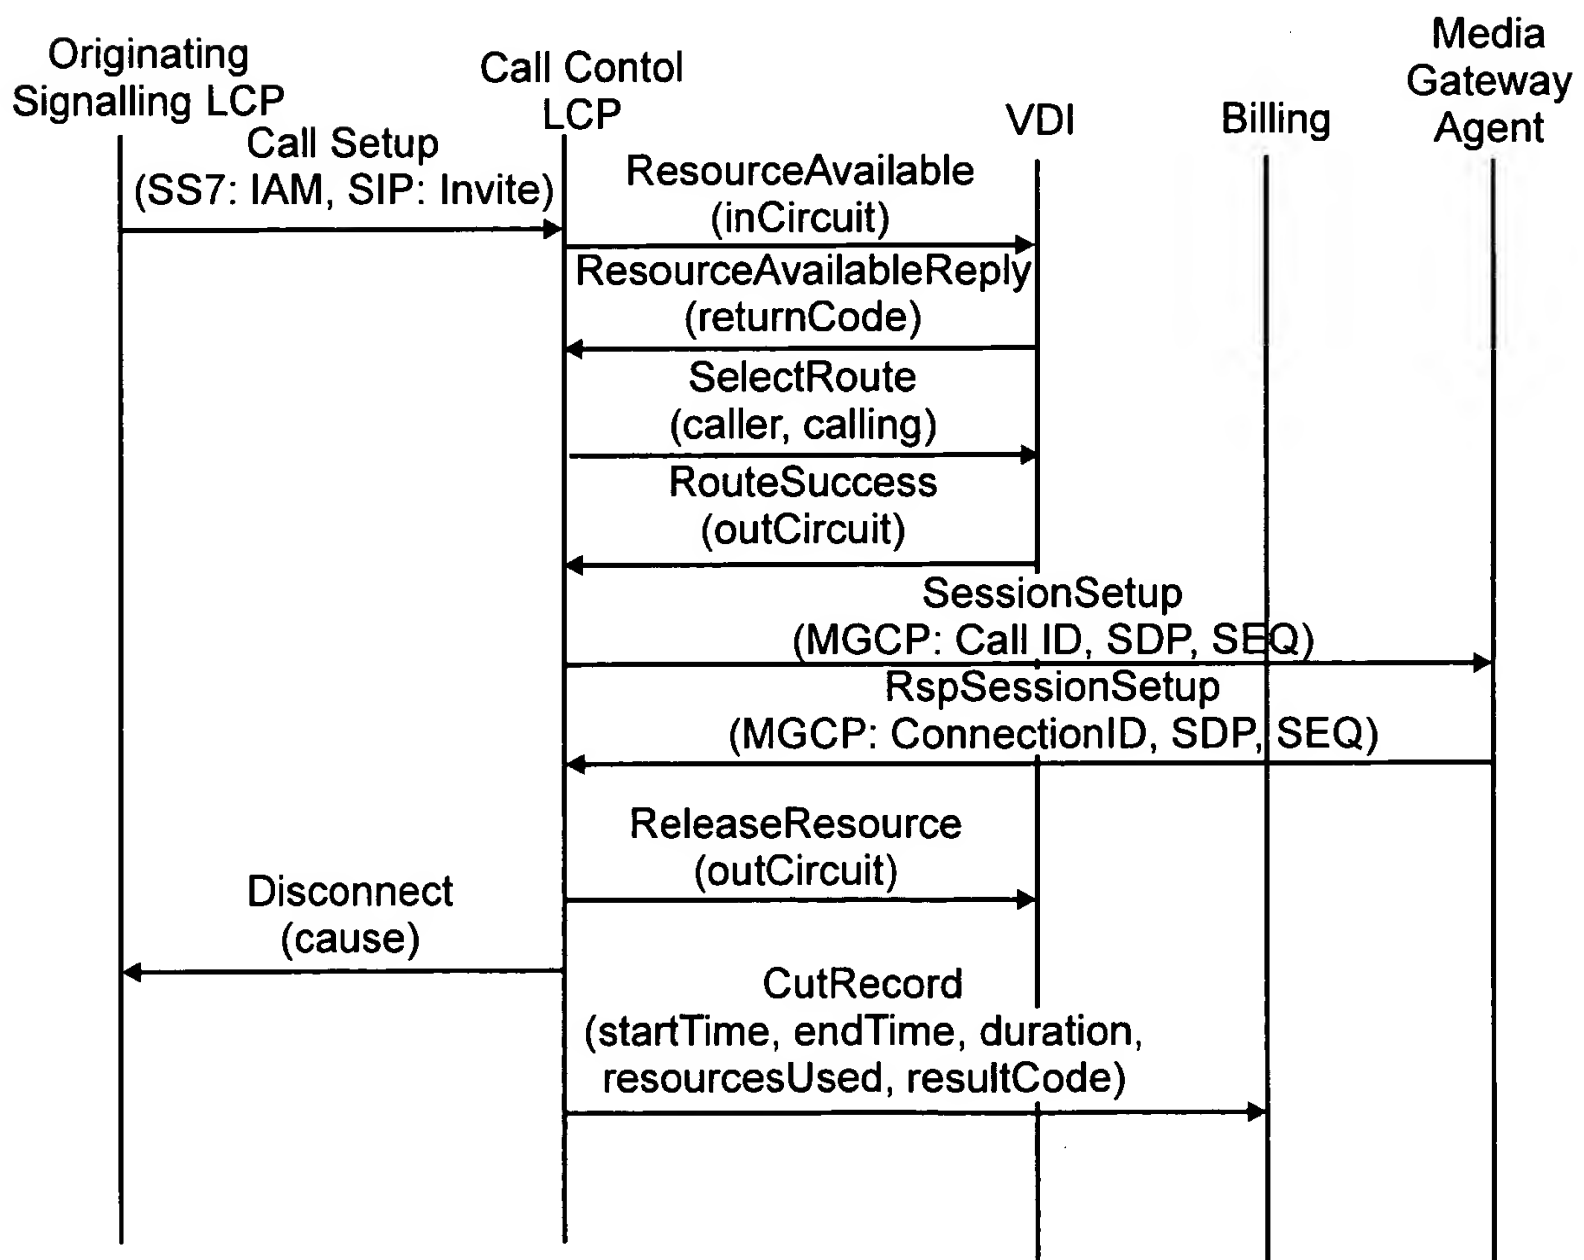 Originating
Signalling LCP
Call Contol
LCP
VDI
Billing
Media
Gateway
Agent
Call Setup
(SS7: IAM, SIP: Invite)
ResourceAvailable
(inCircuit)
ResourceAvailableReply
(returnCode)
SelectRoute
(caller, calling)
RouteSuccess
(outCircuit)
SessionSetup
(MGCP: Call ID, SDP, SEQ)
RspSessionSetup
(MGCP: ConnectionID, SDP, SEQ)
ReleaseResource
(outCircuit)
Disconnect
(cause)
CutRecord
(startTime, endTime, duration,
resourcesUsed, resultCode)